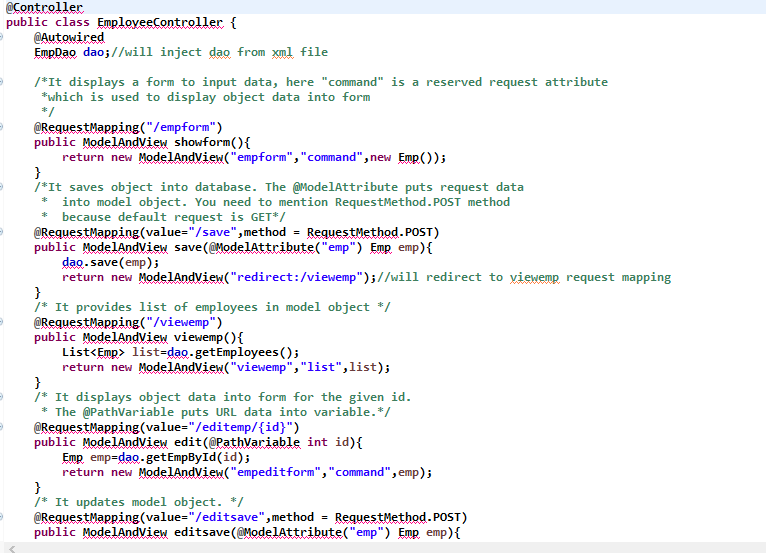 @Controller
public class EmployeeController {
    @Autowired
    EmpDao dao;//will inject dao from xml file

    /*It displays a form to input data, here "command" is a reserved request attribute
     *which is used to display object data into form
     */
    @RequestMapping("/empform")
    public ModelAndView showform(){
        return new ModelAndView("empform","command",new Emp());
    }
    /*It saves object into database. The @ModelAttribute puts request data
     *  into model object. You need to mention RequestMethod.POST method
     *  because default request is GET*/
    @RequestMapping(value="/save",method = RequestMethod.POST)
    public ModelAndView save(@ModelAttribute("emp") Emp emp){
        dao.save(emp);
        return new ModelAndView("redirect:/viewemp");//will redirect to viewemp request mapping
    }
    /* It provides list of employees in model object */
    @RequestMapping("/viewemp")
    public ModelAndView viewemp(){
        List<Emp> list=dao.getEmployees();
        return new ModelAndView("viewemp","list",list);
    }
    /* It displays object data into form for the given id.
     * The @PathVariable puts URL data into variable.*/
    @RequestMapping(value="/editemp/{id}")
    public ModelAndView edit(@PathVariable int id){
        Emp emp=dao.getEmpById(id);
        return new ModelAndView("empeditform","command",emp);
    }
    /* It updates model object. */
    @RequestMapping(value="/editsave",method = RequestMethod.POST)
    public ModelAndView editsave(@ModelAttribute("emp") Emp emp){